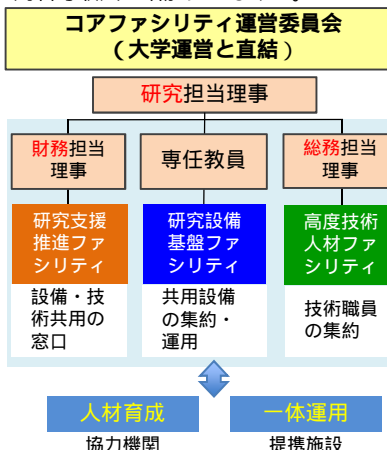 コアファシリティ運営委員会
(大学運営と直結)
研究担当理事
財務担当
理事
専任教員
総務担当
理事
研究支援
推進ファ
シリティ
研究設備
基盤ファ
シリティ
高度技術
人材ファ
シリティ
設備・技
術共用の
窓口
共用設備
の集約・
運用
技術職員
の集約
人材育成
一体運用
協力機関
提携施設